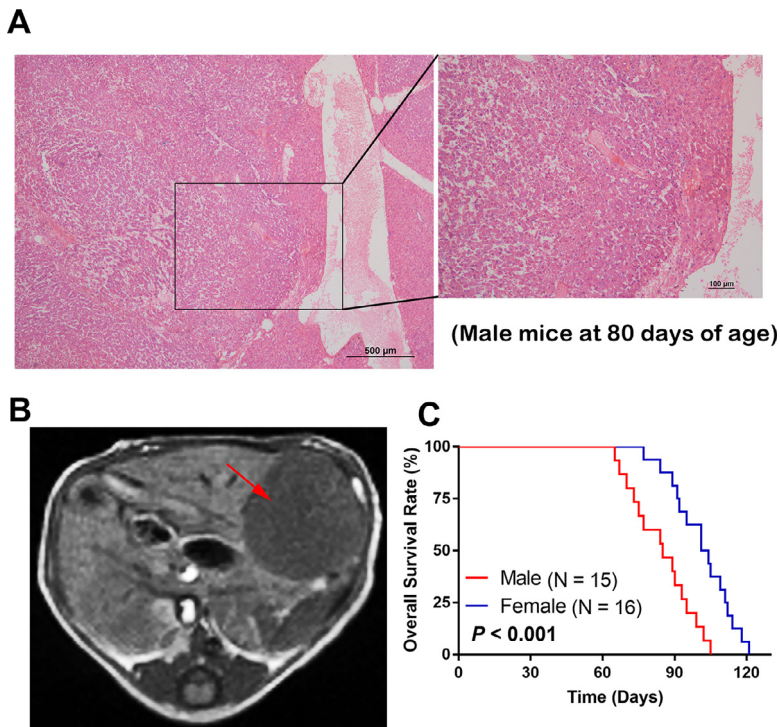 A
500 µm
100 µm
(Male mice at 80 days of age)
B
C
Overall Survival Rate (%)
100
75
50
25
0
Male (N = 15)
Female (N = 16)
P < 0.001
0
30
60
90
120
Time (Days)